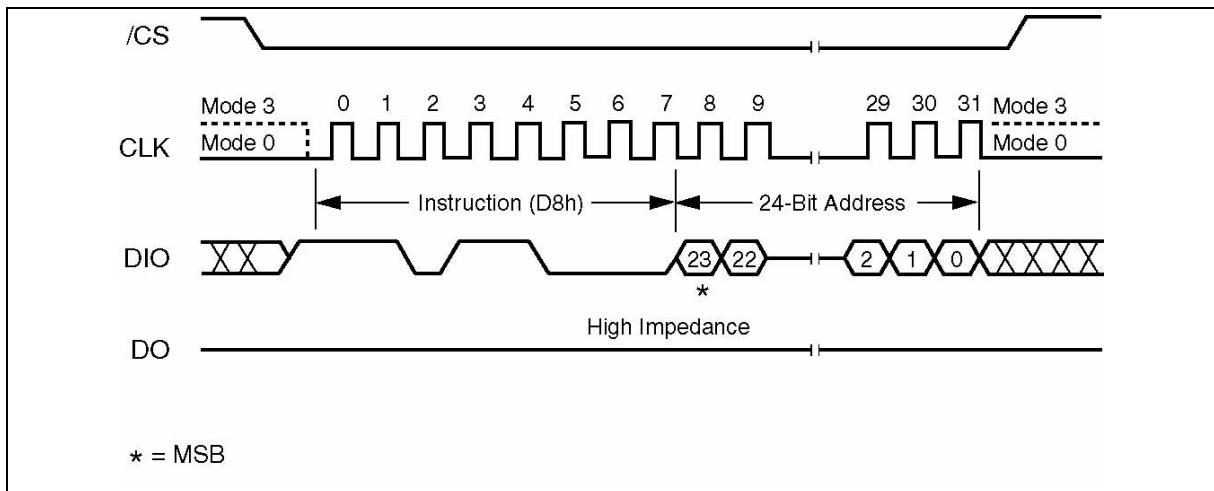 /CS
Mode 3 0 1 2 3 4 5 6 7 8 9 29 30 31 Mode 3
CLK Mode 0 Mode 0
Instruction (D8h) 24-Bit Address
DIO 23 22 2 1 0
*
High Impedance
DO
* = MSB